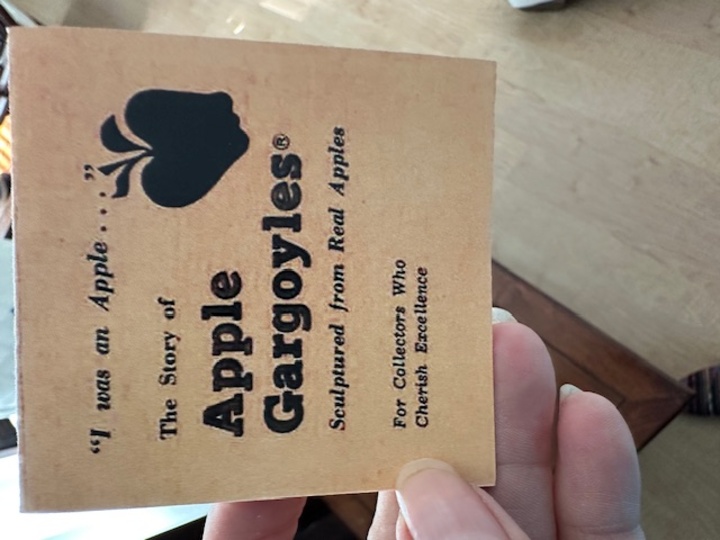 "I was an Apple..."
The Story of
Apple
Gargoyles®
Sculptured from Real Apples
For Collectors Who
Cherish Excellence